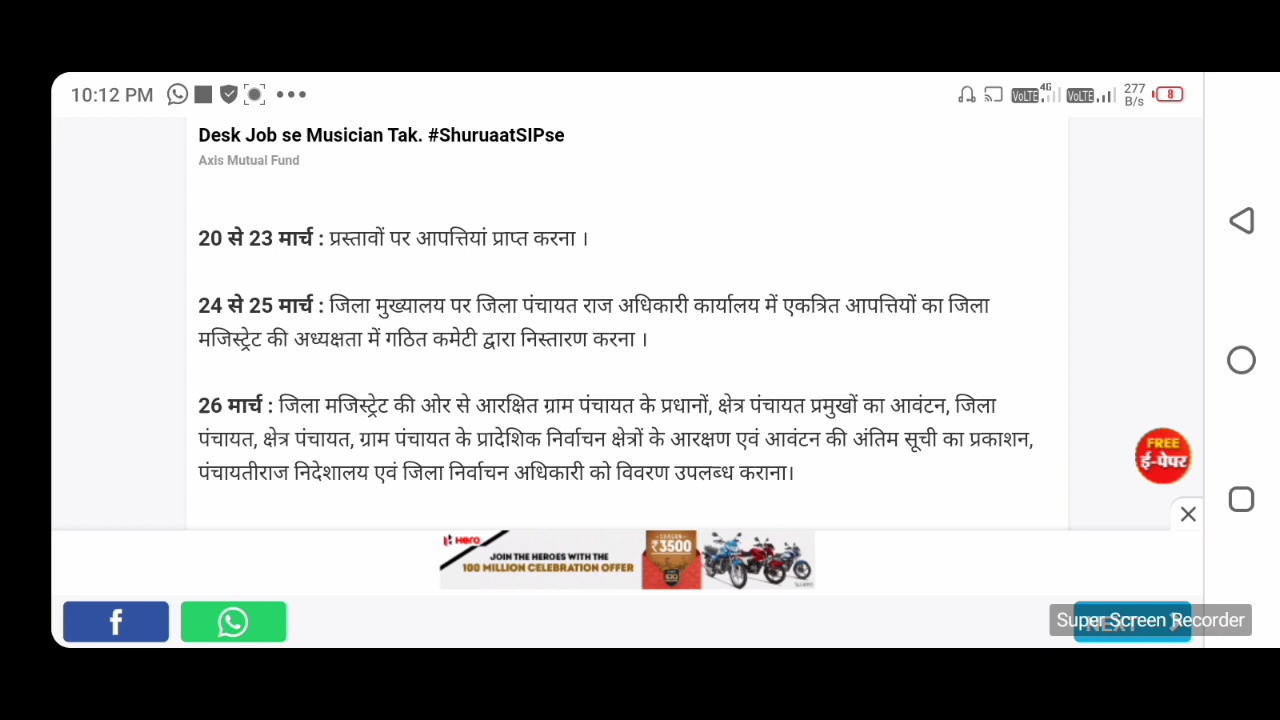 10:12 PM
VoLTE 4G VoLTE 277 B/s 8
Desk Job se Musician Tak. #ShuruaatSIPse
Axis Mutual Fund
20 से 23 मार्च : प्रस्तावों पर आपत्तियां प्राप्त करना ।
24 से 25 मार्च : जिला मुख्यालय पर जिला पंचायत राज अधिकारी कार्यालय में एकत्रित आपत्तियों का जिला
मजिस्ट्रेट की अध्यक्षता में गठित कमेटी द्वारा निस्तारण करना ।
26 मार्च : जिला मजिस्ट्रेट की ओर से आरक्षित ग्राम पंचायत के प्रधानों, क्षेत्र पंचायत प्रमुखों का आवंटन, जिला
पंचायत, क्षेत्र पंचायत, ग्राम पंचायत के प्रादेशिक निर्वाचन क्षेत्रों के आरक्षण एवं आवंटन की अंतिम सूची का प्रकाशन,
पंचायतीराज निदेशालय एवं जिला निर्वाचन अधिकारी को विवरण उपलब्ध कराना।
FREE
ई-पेपर
Hero
JOIN THE HEROES WITH THE
100 MILLION CELEBRATION OFFER
₹3500
NEXT
Super Screen Recorder